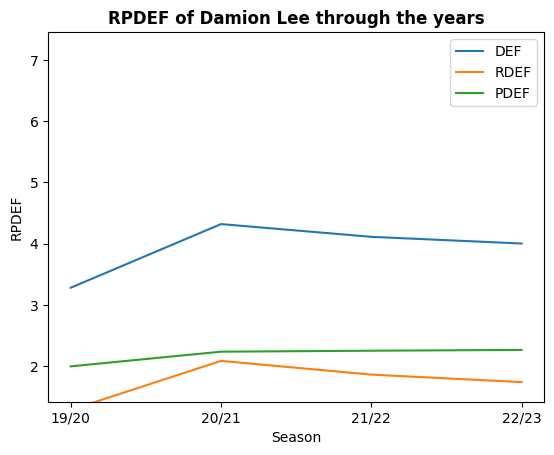 RPDEF of Damion Lee through the years
DEF
RDEF
PDEF
7
6
5
4
3
2
RPDEF
19/20 20/21 21/22 22/23
Season